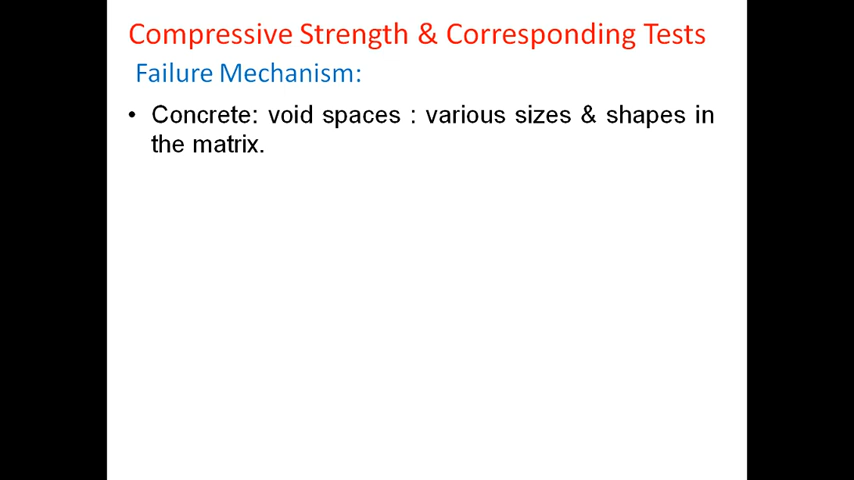 Compressive Strength & Corresponding Tests
Failure Mechanism:
• Concrete: void spaces : various sizes & shapes in
the matrix.